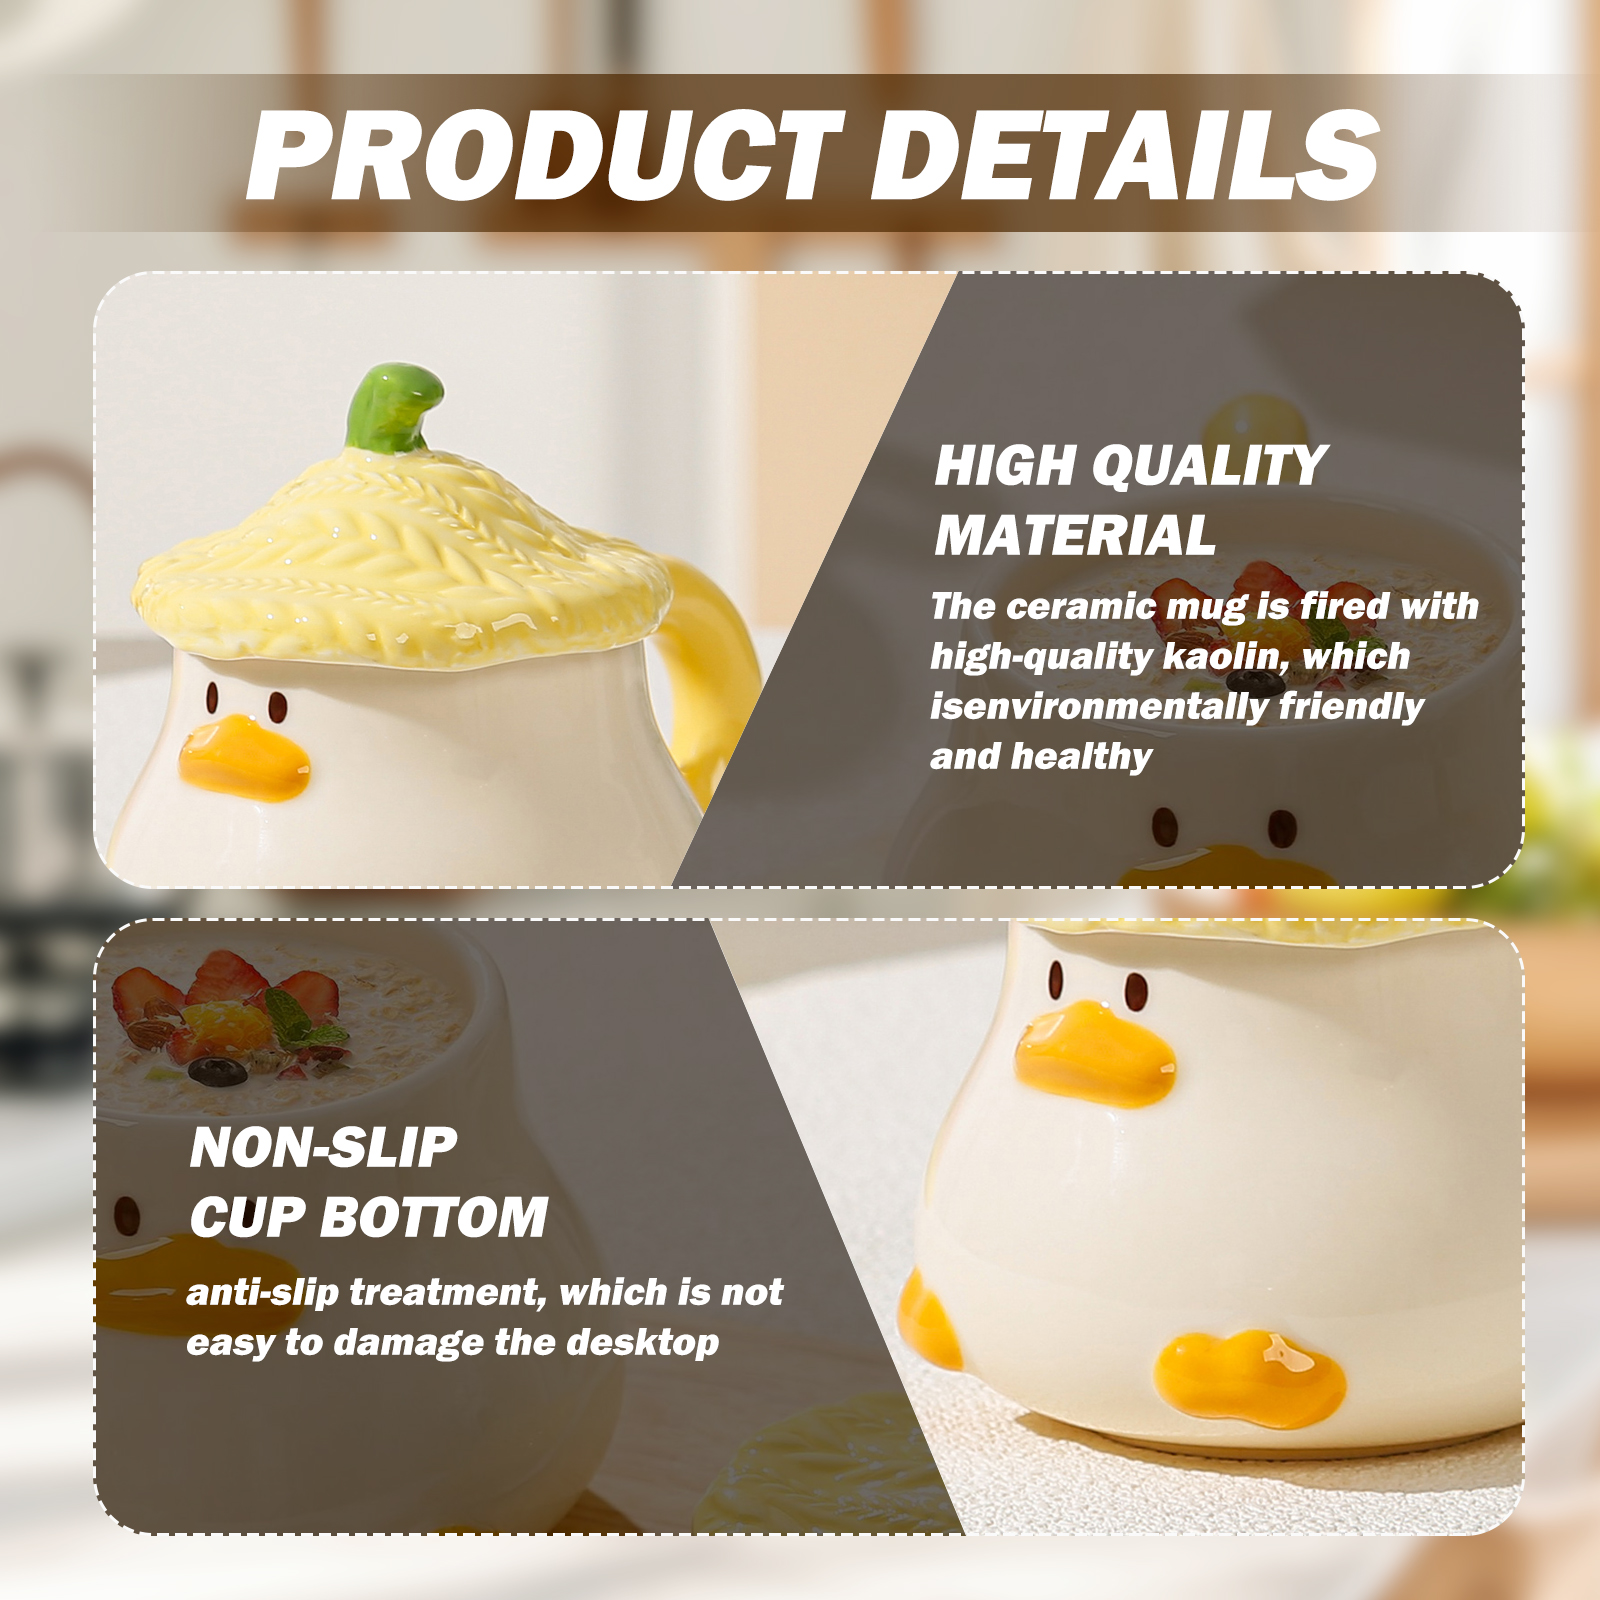 PRODUCT DETAILS
HIGH QUALITY
MATERIAL
The ceramic mug is fired with
high-quality kaolin, which
isenvironmentally friendly
and healthy
NON-SLIP
CUP BOTTOM
anti-slip treatment, which is not
easy to damage the desktop